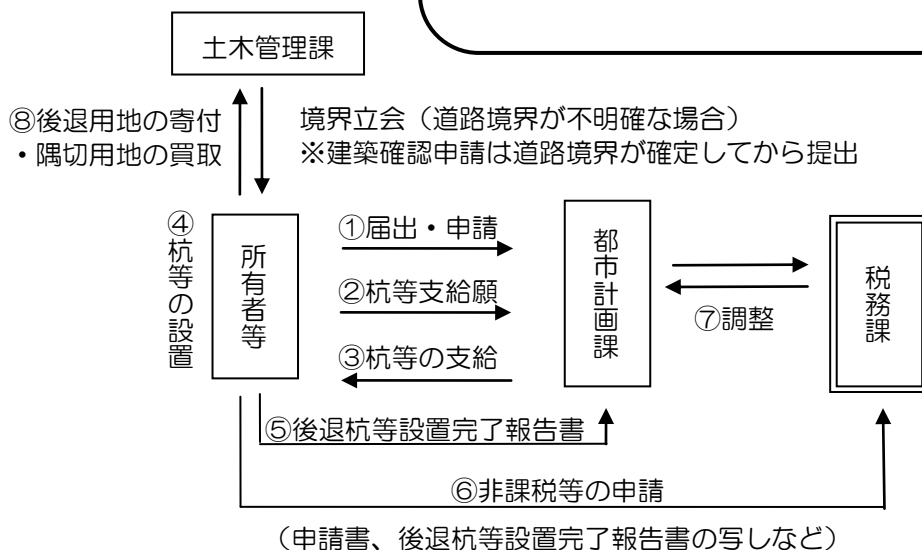 土木管理課
⑧後退用地の寄付
・隅切用地の買取
境界立会（道路境界が不明確な場合）
※建築確認申請は道路境界が確定してから提出
④杭等の設置
所有者等
①届出・申請
②杭等支給願
③杭等の支給
都市計画課
⑦調整
税務課
⑤後退杭等設置完了報告書
⑥非課税等の申請
（申請書、後退杭等設置完了報告書の写しなど）